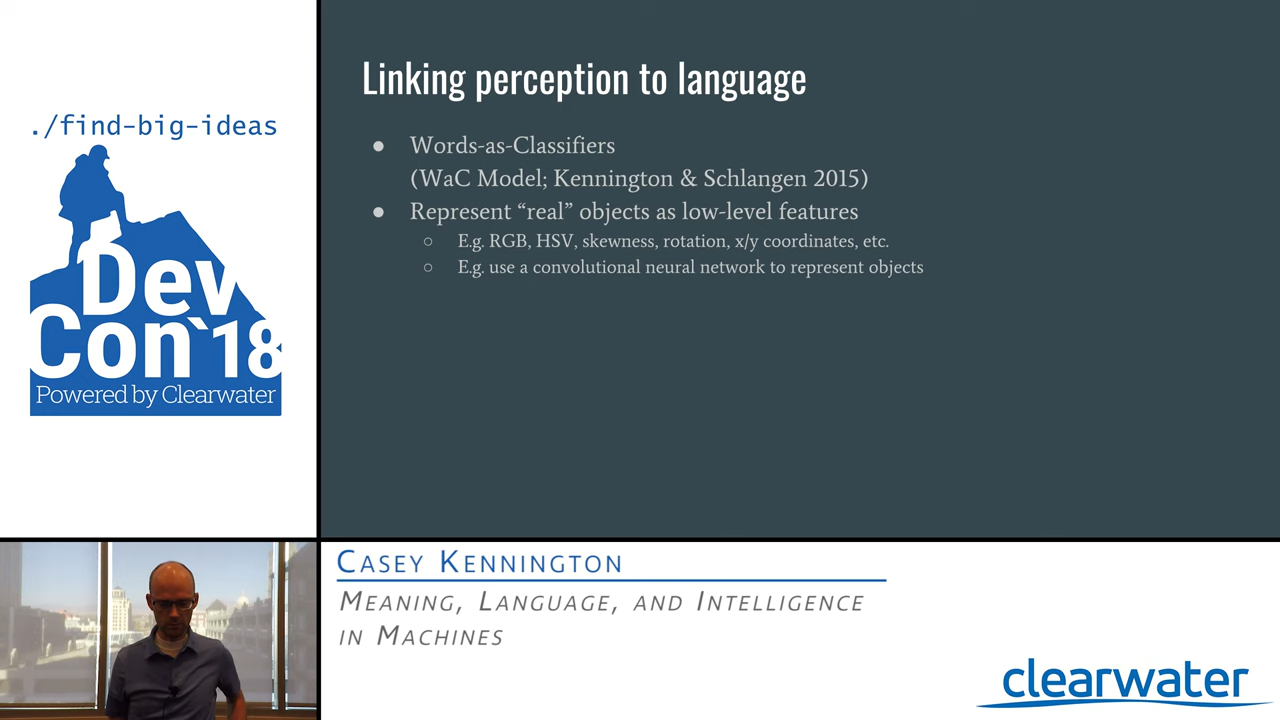 ./find-big-ideas
Dev
Con`18
Powered by Clearwater
Linking perception to language
● Words-as-Classifiers
(WaC Model; Kennington & Schlangen 2015)
● Represent “real” objects as low-level features
○ E.g. RGB, HSV, skewness, rotation, x/y coordinates, etc.
○ E.g. use a convolutional neural network to represent objects
Casey Kennington
Meaning, Language, and Intelligence
in Machines
clearwater